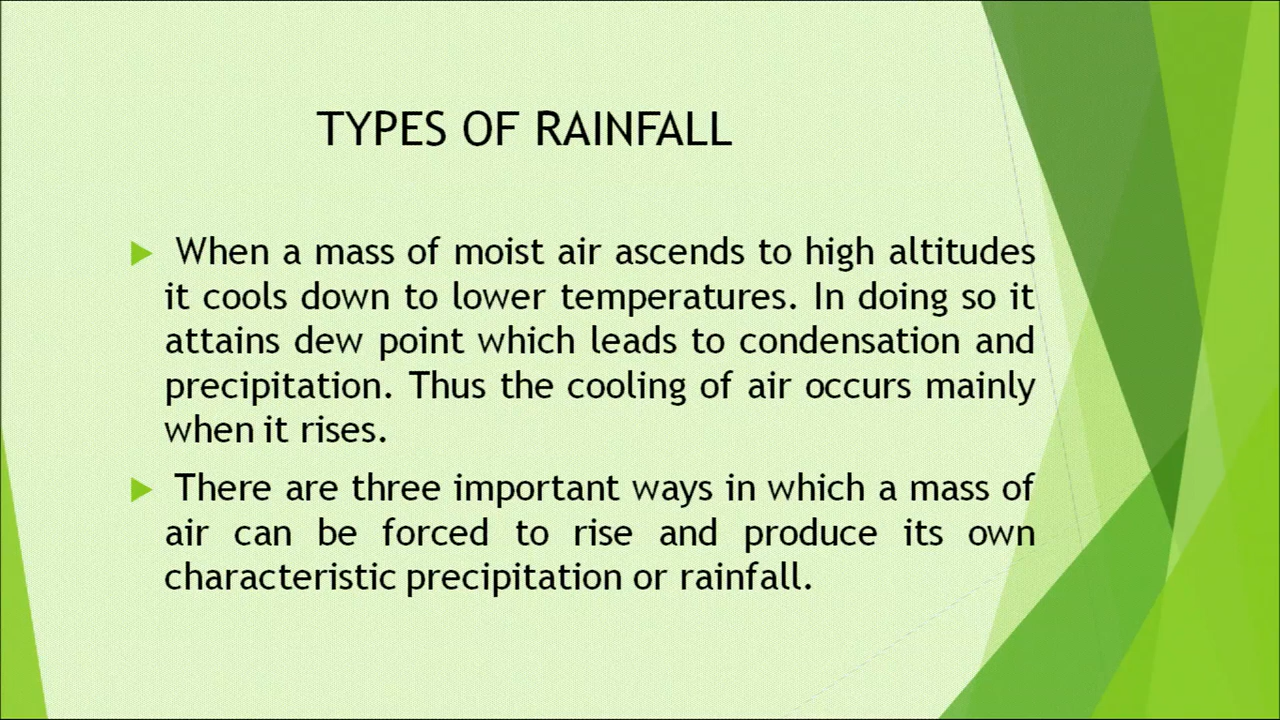 TYPES OF RAINFALL
When a mass of moist air ascends to high altitudes
it cools down to lower temperatures. In doing so it
attains dew point which leads to condensation and
precipitation. Thus the cooling of air occurs mainly
when it rises.
There are three important ways in which a mass of
air can be forced to rise and produce its own
characteristic precipitation or rainfall.